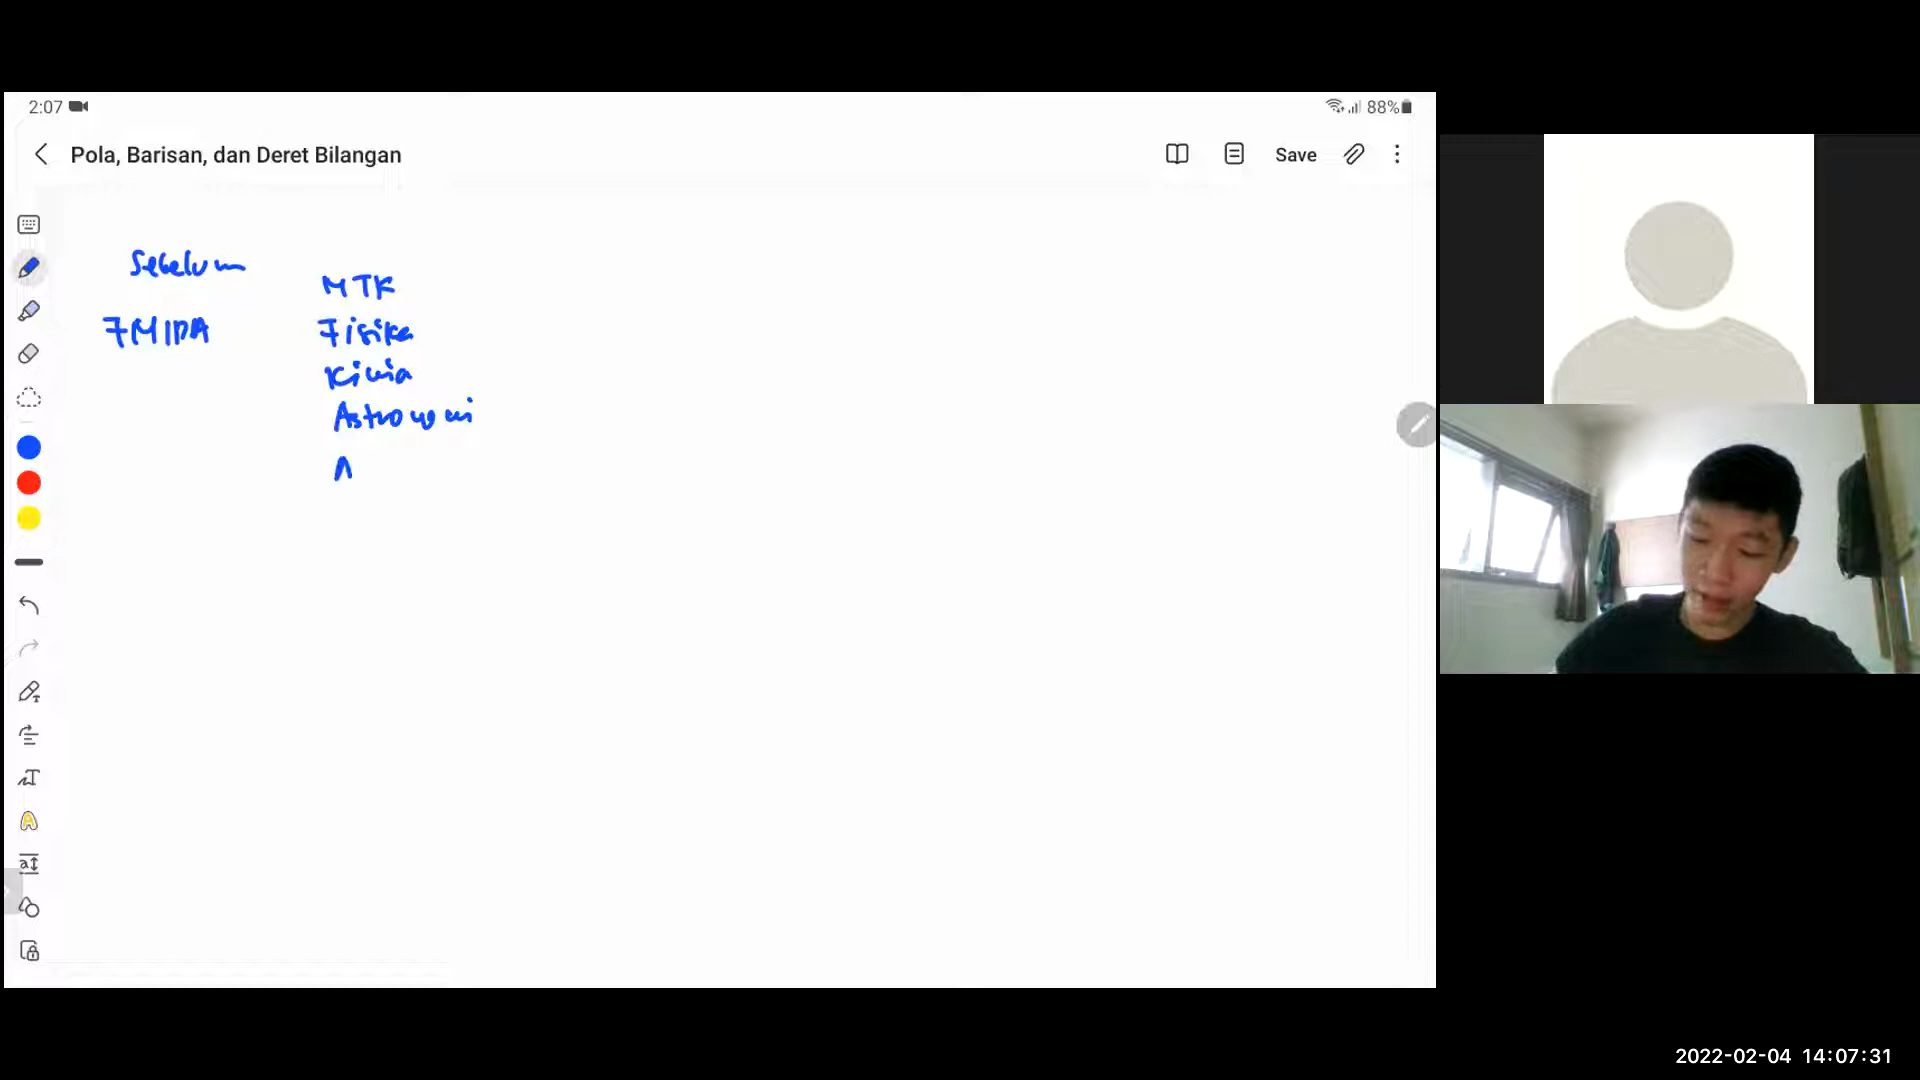 2:07 88%
Pola, Barisan, dan Deret Bilangan Save
Sebelum
MTK
FMIPA Fisika
Kimia
Astronomi
A
2022-02-04 14:07:31